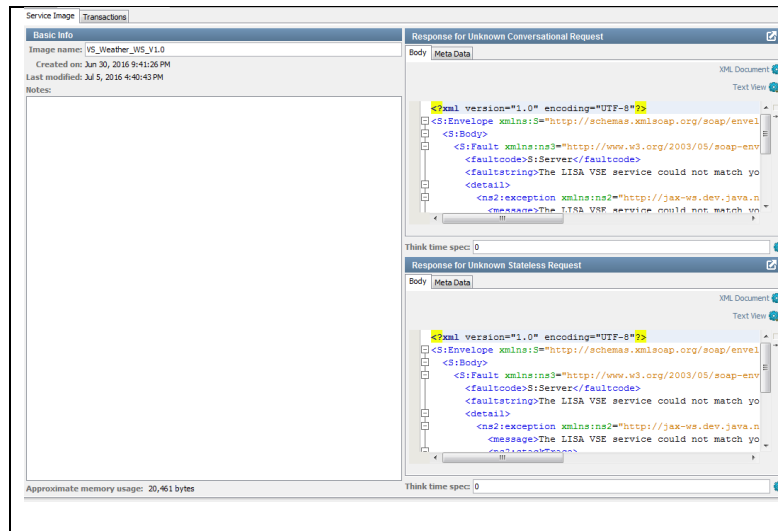 Service Image Transactions
Basic Info
Image name: VS_Weather_WS_V1.0
Created on: Jun 30, 2016 9:41:26 PM
Last modified: Jul 5, 2016 4:40:43 PM
Notes:
Approximate memory usage: 20,461 bytes
Response for Unknown Conversational Request
Body Meta Data
XML Document
Text View
<?xml version="1.0" encoding="UTF-8"?>
<S:Envelope xmlns:S="http://schemas.xmlsoap.org/soap/envel
<S:Body>
<S:Fault xmlns:ns3="http://www.w3.org/2003/05/soap-env
<faultcode>S:Server</faultcode>
<faultstring>The LISA VSE service could not match yo
<detail>
<ns2:exception xmlns:ns2="http://jax-ws.dev.java.n
<message>The LISA VSE service could not match yo
Think time spec: 0
Response for Unknown Stateless Request
Body Meta Data
XML Document
Text View
<?xml version="1.0" encoding="UTF-8"?>
<S:Envelope xmlns:S="http://schemas.xmlsoap.org/soap/envel
<S:Body>
<S:Fault xmlns:ns3="http://www.w3.org/2003/05/soap-env
<faultcode>S:Server</faultcode>
<faultstring>The LISA VSE service could not match yo
<detail>
<ns2:exception xmlns:ns2="http://jax-ws.dev.java.n
<message>The LISA VSE service could not match yo
<ns2:stackTrace>
Think time spec: 0